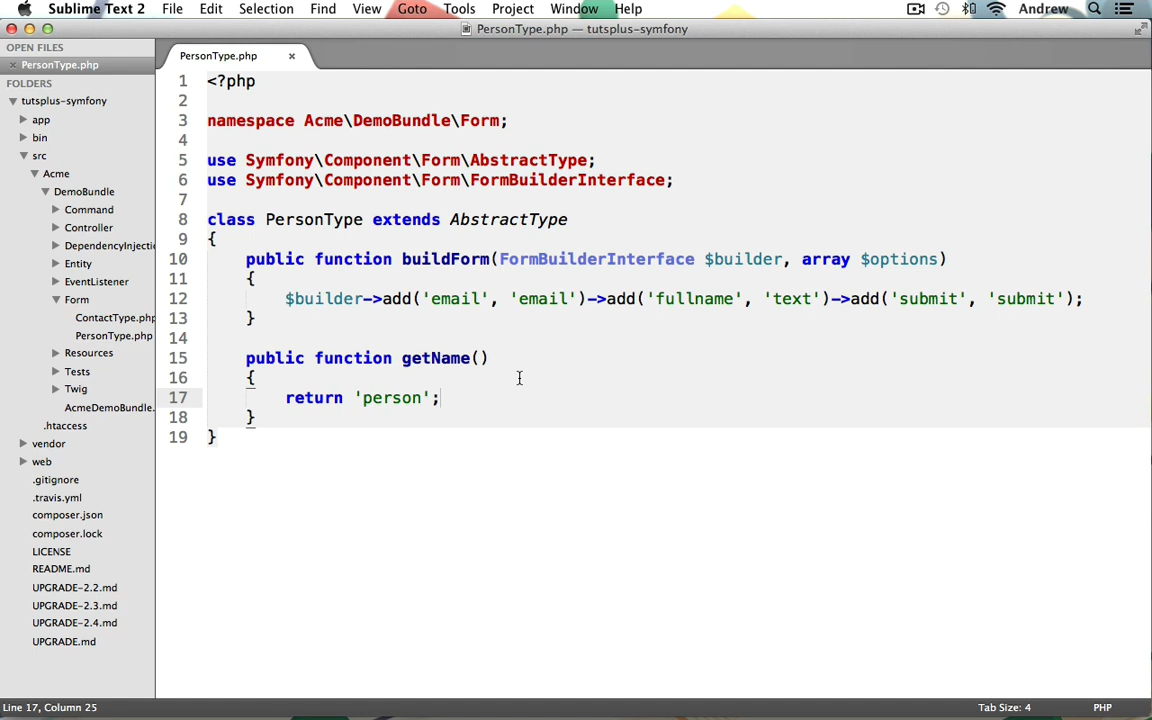 Sublime Text 2 File Edit Selection Find View Goto Tools Project Window Help Andrew
PersonType.php — tutsplus-symfony
OPEN FILES
× PersonType.php
FOLDERS
tutsplus-symfony
app
bin
src
Acme
DemoBundle
Command
Controller
DependencyInjectio
Entity
EventListener
Form
ContactType.php
PersonType.php
Resources
Tests
Twig
AcmeDemoBundle.
.htaccess
vendor
web
.gitignore
.travis.yml
composer.json
composer.lock
LICENSE
README.md
UPGRADE-2.2.md
UPGRADE-2.3.md
UPGRADE-2.4.md
UPGRADE.md
PersonType.php ×
1 <?php
2
3 namespace Acme\DemoBundle\Form;
4
5 use Symfony\Component\Form\AbstractType;
6 use Symfony\Component\Form\FormBuilderInterface;
7
8 class PersonType extends AbstractType
9 {
10 public function buildForm(FormBuilderInterface $builder, array $options)
11 {
12 $builder->add('email', 'email')->add('fullname', 'text')->add('submit', 'submit');
13 }
14
15 public function getName()
16 {
17 return 'person';
18 }
19 }
Line 17, Column 25 Tab Size: 4 PHP